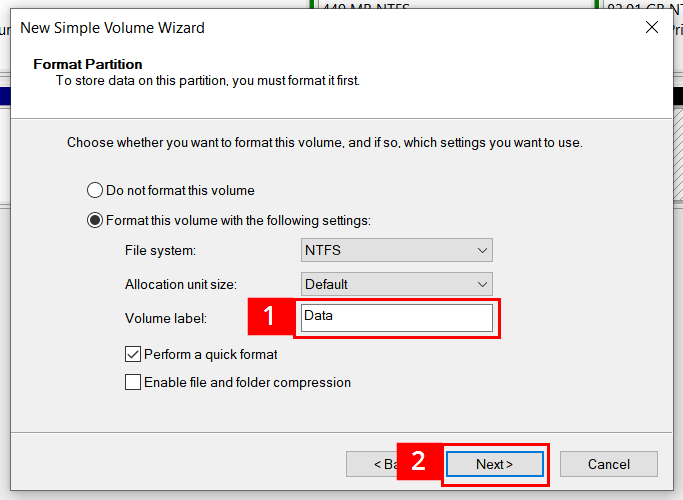 449 MB NTFS
New Simple Volume Wizard
Format Partition
To store data on this partition, you must format it first.
Choose whether you want to format this volume, and if so, which settings you want to use.
Do not format this volume
Format this volume with the following settings:
File system: NTFS
Allocation unit size: Default
1
Volume label: Data
Perform a quick format
Enable file and folder compression
2
< Ba
Next >
Cancel